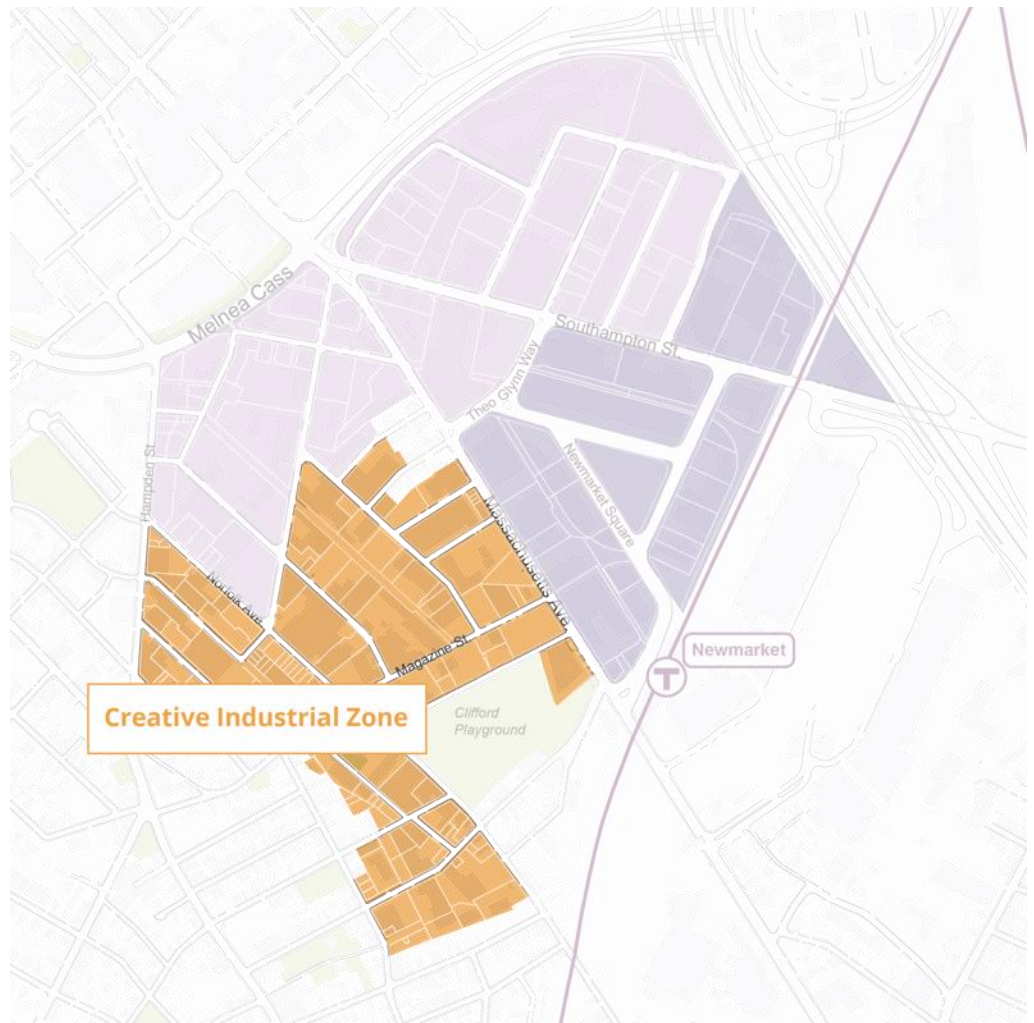 Melnea Cass
Southampton St.
Theo Glynn Way
Hampden St.
Newmarket Square
Massachusetts Ave.
Norfolk Ave.
Magazine St.
T
Newmarket
Creative Industrial Zone
Clifford
Playground